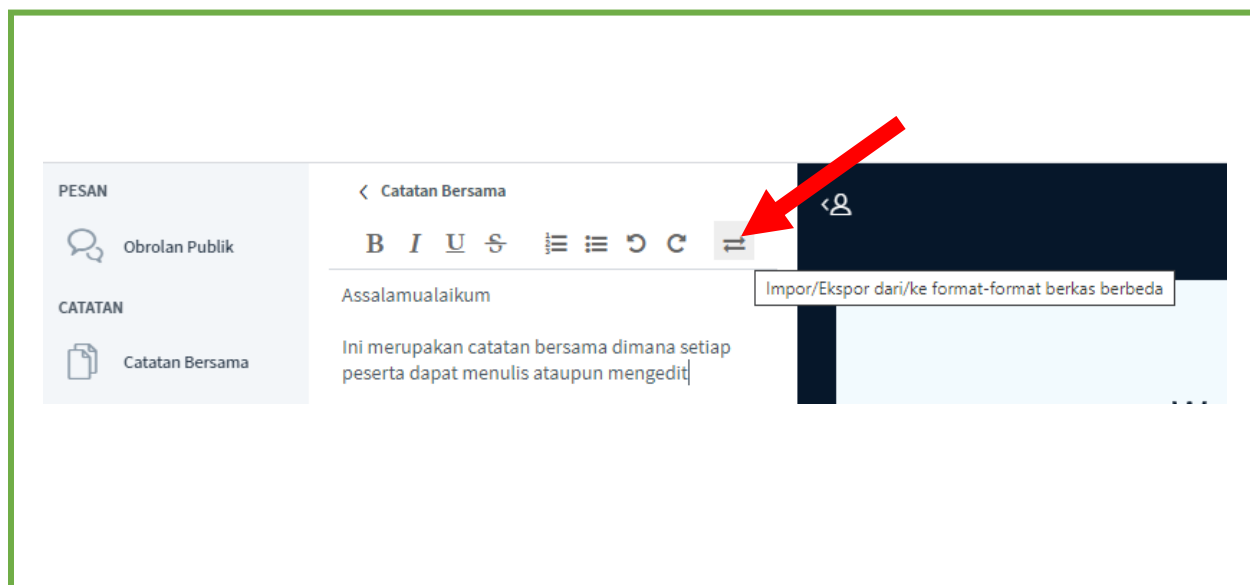 PESAN
Obrolan Publik
CATATAN
Catatan Bersama
Catatan Bersama
B I U S
Assalamualaikum
Ini merupakan catatan bersama dimana setiap
peserta dapat menulis ataupun mengedit
Impor/Ekspor dari/ke format-format berkas berbeda